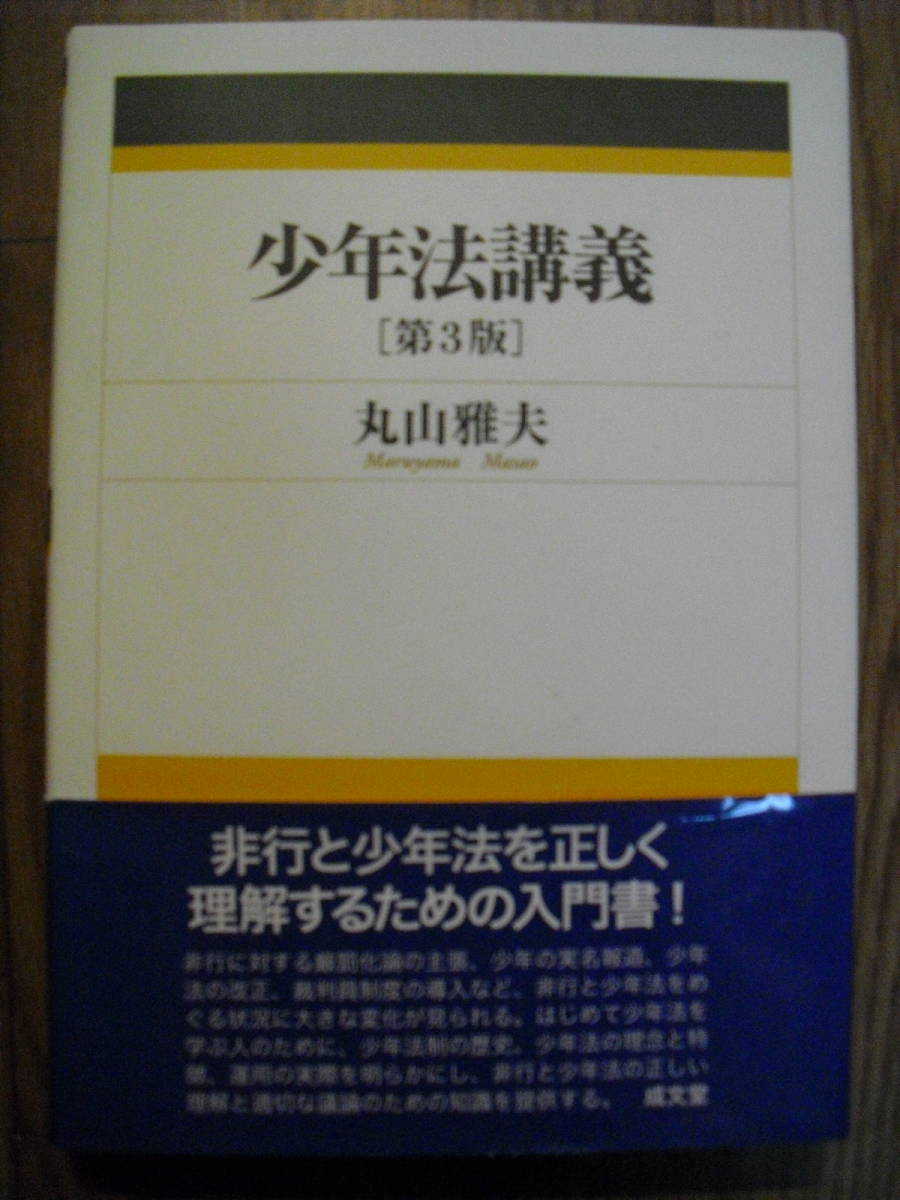 少年法講義
［第3版］
丸山雅夫
Maruyama Masao
非行と少年法を正しく
理解するための入門書！
非行に対する厳罰化論の主張、少年の実名報道、少年
法の改正、裁判員制度の導入など、非行と少年法をめ
ぐる状況に大きな変化が見られる。はじめて少年法を
学ぶ人のために、少年法制の歴史、少年法の理念と特
徴、運用の実際を明らかにし、非行と少年法の正しい
理解と適切な議論のための知識を提供する。 成文堂